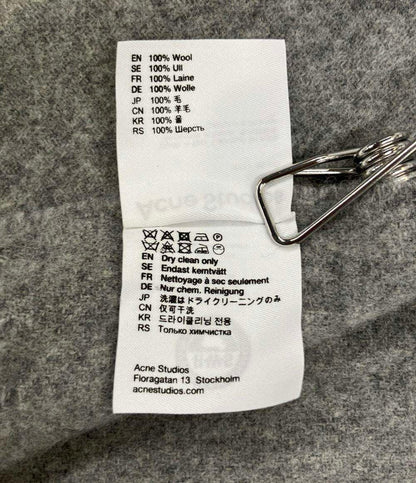 EN 100% Wool
SE 100% Ull
FR 100% Laine
DE 100% Wolle
JP 100% 毛
CN 100% 羊毛
KR 100% 울
RS 100% Шерсть
Acne Studios
EN Dry clean only
SE Endast kemtvätt
FR Nettoyage à sec seulement
DE Nur chem. Reinigung
JP 洗濯はドライクリーニングのみ
CN 仅可干洗
KR 드라이클리닝 전용
RS Только химчистка
Acne Studios
Floragatan 13 Stockholm
acnestudios.com